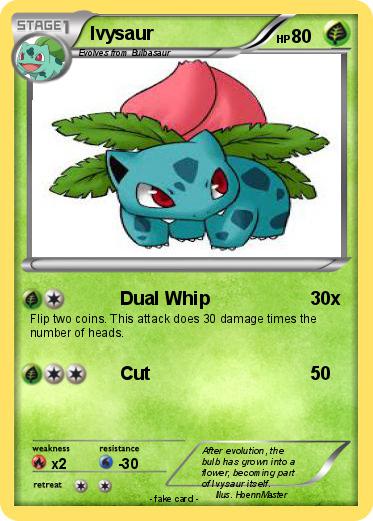 STAGE1
Ivysaur
HP80
Evolves from Bulbasaur
Dual Whip 30x
Flip two coins. This attack does 30 damage times the
number of heads.
Cut 50
weakness resistance
x2 -30
retreat
After evolution, the
bulb has grown into a
flower, becoming part
of Ivysaur itself.
- fake card - Illus. HoennMaster